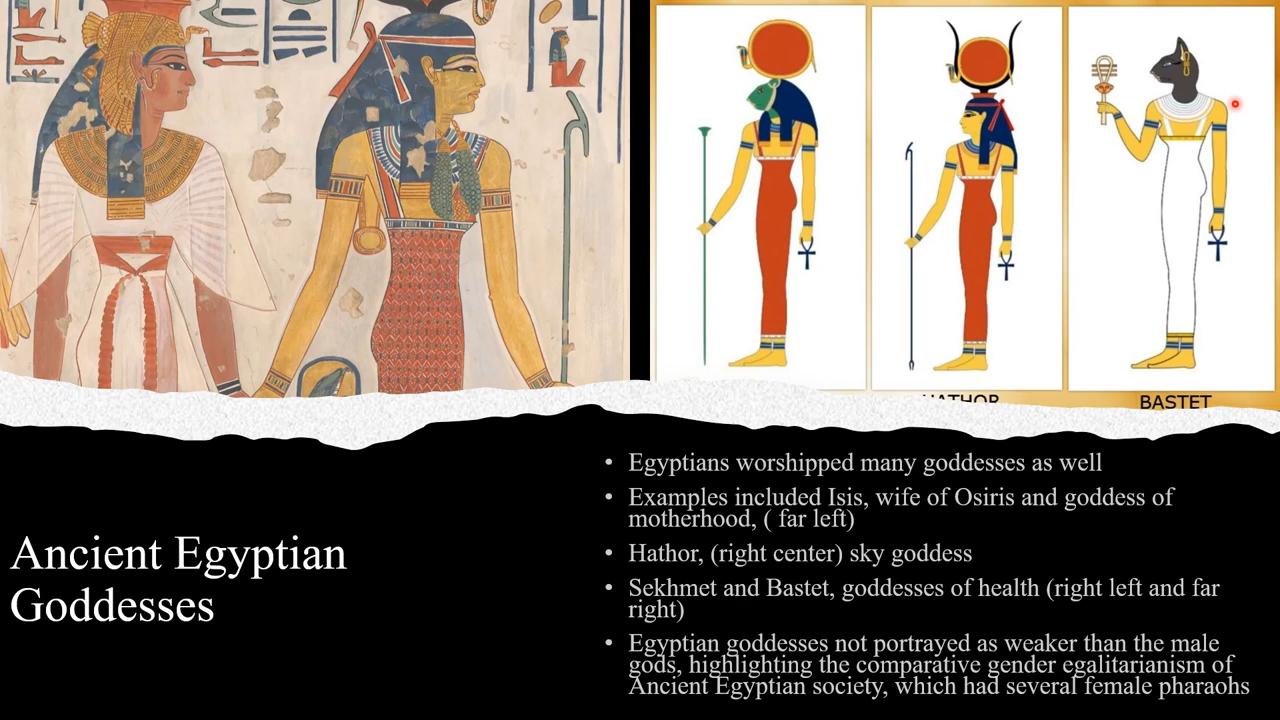 HATHOR
BASTET
Ancient Egyptian
Goddesses
• Egyptians worshipped many goddesses as well
• Examples included Isis, wife of Osiris and goddess of
motherhood, ( far left)
• Hathor, (right center) sky goddess
• Sekhmet and Bastet, goddesses of health (right left and far
right)
• Egyptian goddesses not portrayed as weaker than the male
gods, highlighting the comparative gender egalitarianism of
Ancient Egyptian society, which had several female pharaohs